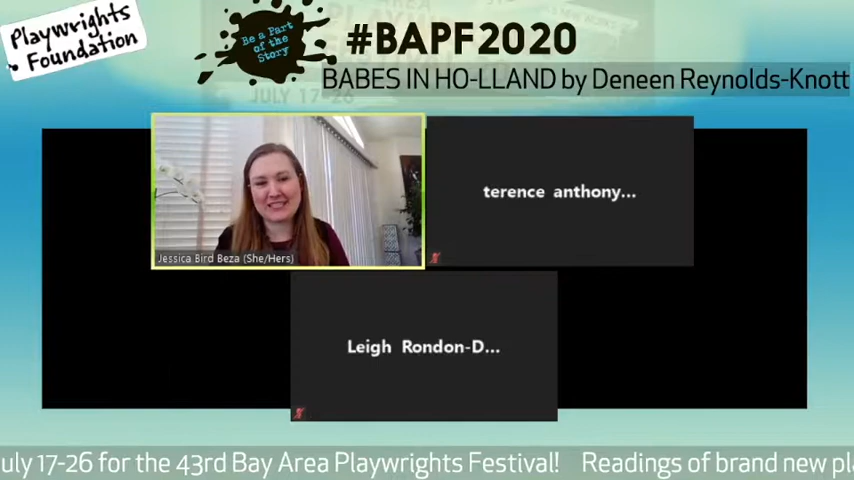 Playwrights
Foundation
Be a Part
of the
Story
#BAPF2020
BABES IN HO-LLAND by Deneen Reynolds-Knott
JULY 17-26
Jessica Bird Beza (She/Hers)
terence anthony...
Leigh Rondon-D...
uly 17-26 for the 43rd Bay Area Playwrights Festival! Readings of brand new pla